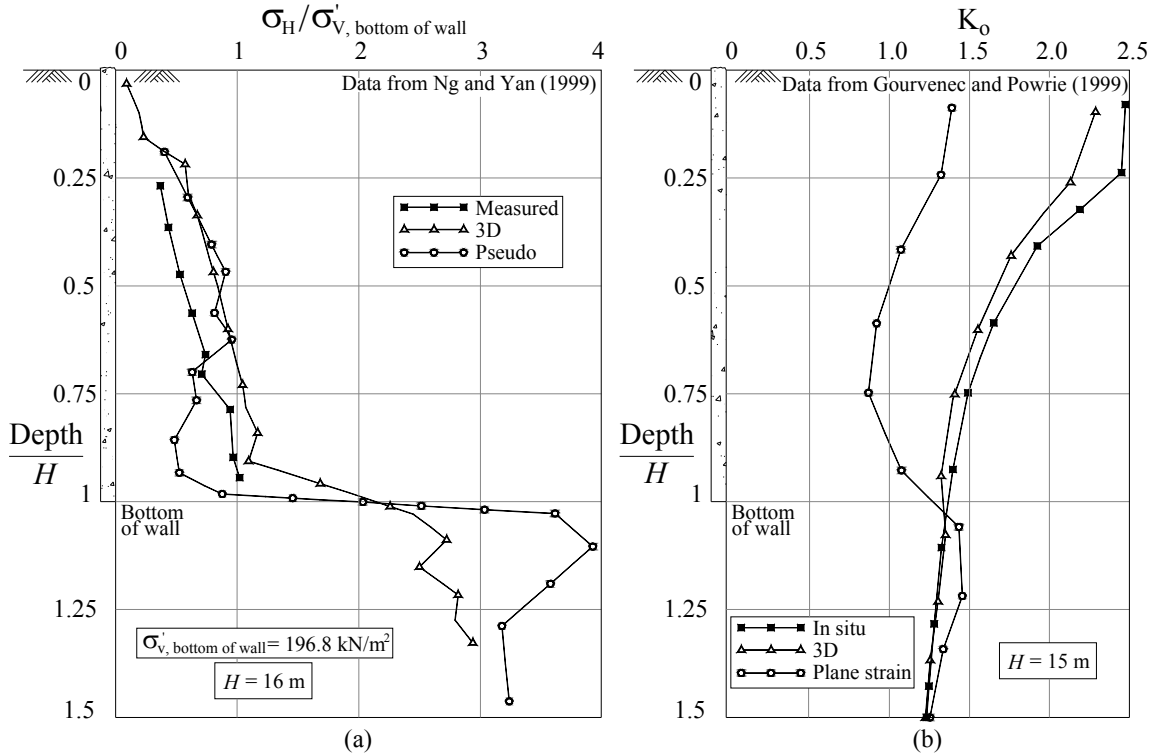 σH/σ'V, bottom of wall
0 1 2 3 4
Data from Ng and Yan (1999)
0
0.25
0.5
0.75
1
1.25
1.5
Depth
H
Measured
3D
Pseudo
Bottom
of wall
σ'v, bottom of wall = 196.8 kN/m²
H = 16 m
(a)
Ko
0 0.5 1.0 1.5 2.0 2.5
Data from Gourvenec and Powrie (1999)
0
0.25
0.5
0.75
1
1.25
1.5
Depth
H
Bottom
of wall
In situ
3D
Plane strain
H = 15 m
(b)